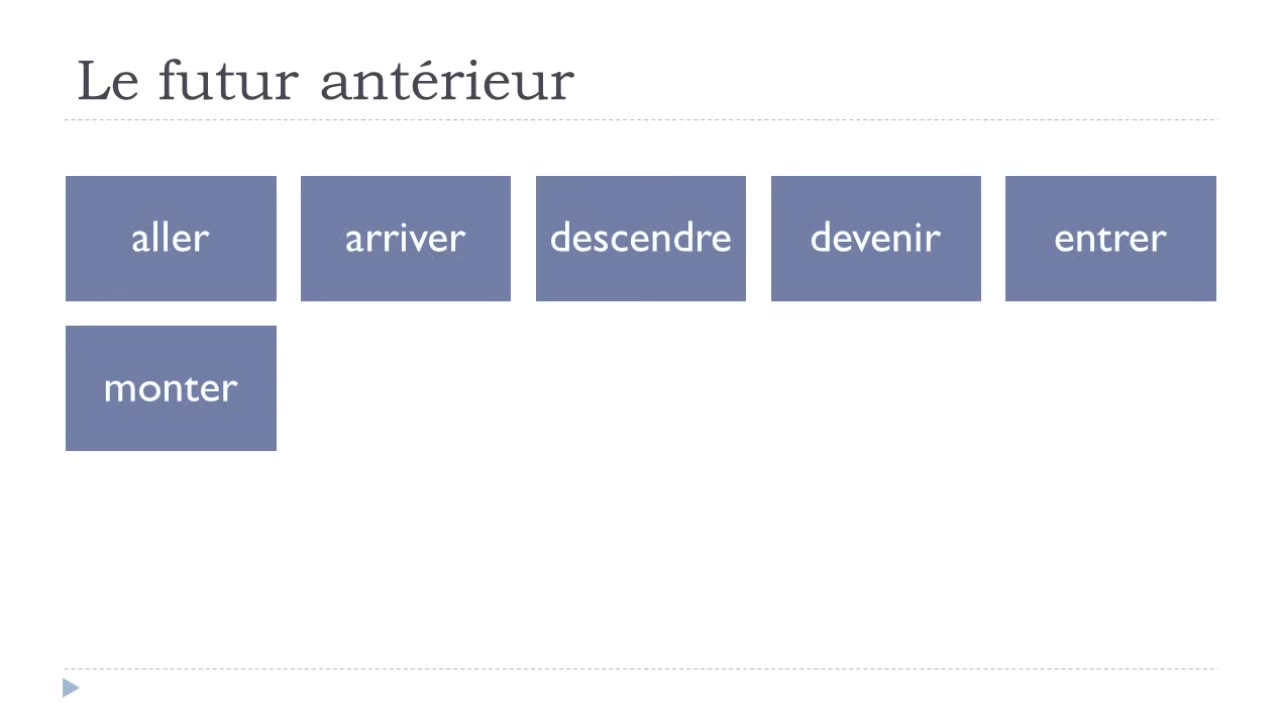 Le futur antérieur
aller
arriver
descendre
devenir
entrer
monter